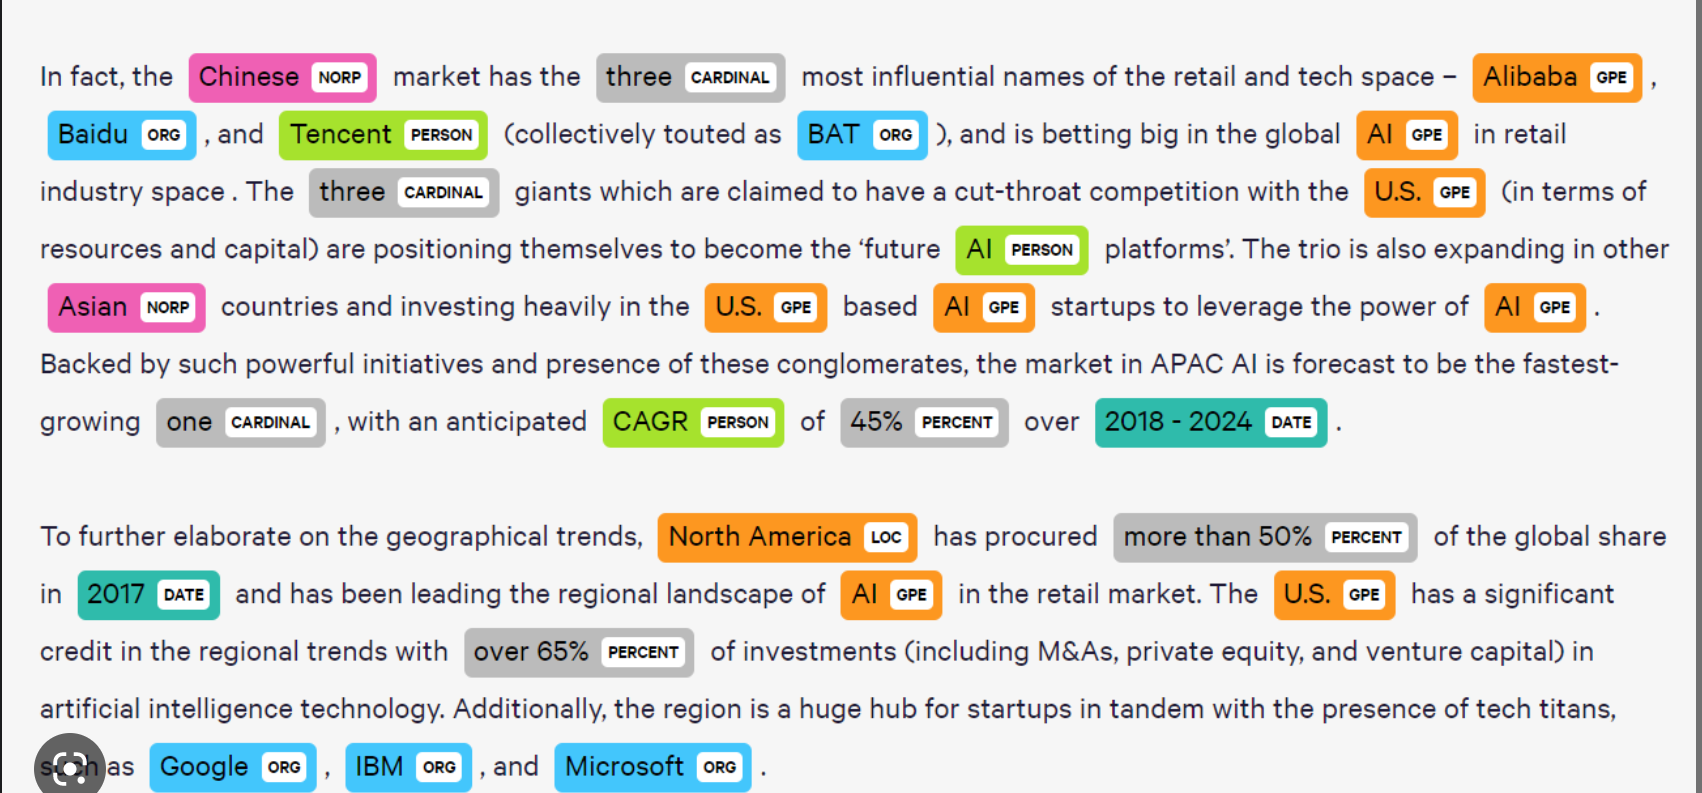 In fact, the Chinese NORP market has the three CARDINAL most influential names of the retail and tech space – Alibaba GPE ,
Baidu ORG , and Tencent PERSON (collectively touted as BAT ORG ), and is betting big in the global AI GPE in retail
industry space . The three CARDINAL giants which are claimed to have a cut-throat competition with the U.S. GPE (in terms of
resources and capital) are positioning themselves to become the ‘future AI PERSON platforms’. The trio is also expanding in other
Asian NORP countries and investing heavily in the U.S. GPE based AI GPE startups to leverage the power of AI GPE .
Backed by such powerful initiatives and presence of these conglomerates, the market in APAC AI is forecast to be the fastest-
growing one CARDINAL , with an anticipated CAGR PERSON of 45% PERCENT over 2018 - 2024 DATE .
To further elaborate on the geographical trends, North America LOC has procured more than 50% PERCENT of the global share
in 2017 DATE and has been leading the regional landscape of AI GPE in the retail market. The U.S. GPE has a significant
credit in the regional trends with over 65% PERCENT of investments (including M&As, private equity, and venture capital) in
artificial intelligence technology. Additionally, the region is a huge hub for startups in tandem with the presence of tech titans,
such as Google ORG , IBM ORG , and Microsoft ORG .